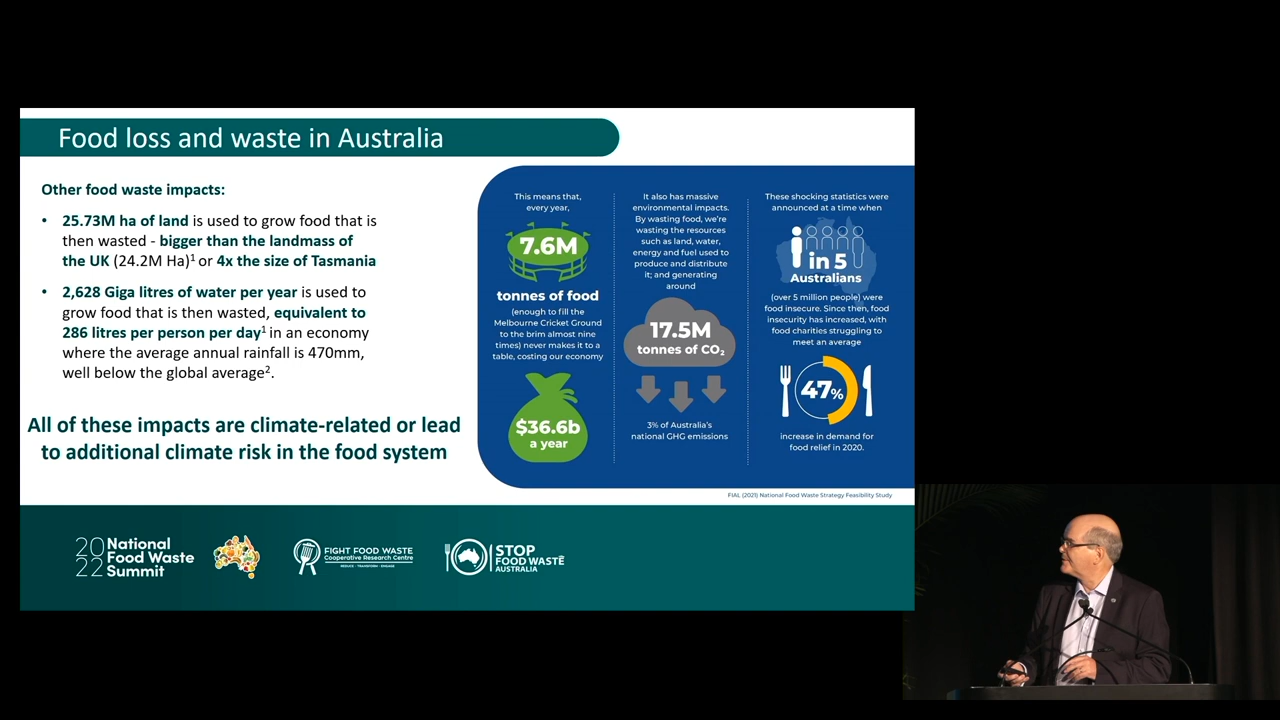 Food loss and waste in Australia
Other food waste impacts:
• 25.73M ha of land is used to grow food that is
then wasted - bigger than the landmass of
the UK (24.2M Ha)¹ or 4x the size of Tasmania
• 2,628 Giga litres of water per year is used to
grow food that is then wasted, equivalent to
286 litres per person per day¹ in an economy
where the average annual rainfall is 470mm,
well below the global average².
All of these impacts are climate-related or lead
to additional climate risk in the food system
This means that,
every year,
7.6M
tonnes of food
(enough to fill the
Melbourne Cricket Ground
to the brim almost nine
times) never makes it to a
table, costing our economy
$36.6b
a year
It also has massive
environmental impacts.
By wasting food, we're
wasting the resources
such as land, water,
energy and fuel used to
produce and distribute
it; and generating
around
17.5M
tonnes of CO₂
3% of Australia's
national GHG emissions
These shocking statistics were
announced at a time when
1 in 5
Australians
(over 5 million people) were
food insecure. Since then, food
insecurity has increased, with
food charities struggling to
meet an average
47%
increase in demand for
food relief in 2020.
FIAL (2021) National Food Waste Strategy Feasibility Study
2022 National
Food Waste
Summit
FIGHT FOOD WASTE
Cooperative Research Centre
REDUCE · TRANSFORM · ENGAGE
STOP
FOOD WASTE
AUSTRALIA